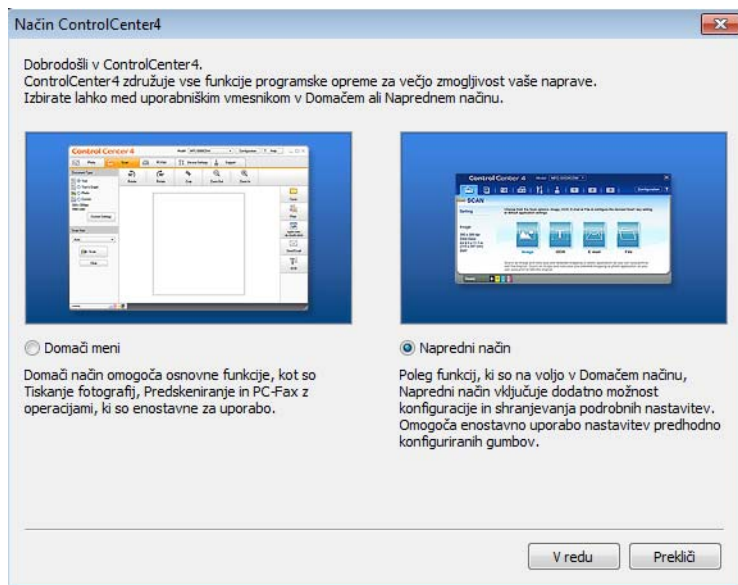 Način ControlCenter4
Dobrodošli v ControlCenter4.
ControlCenter4 združuje vse funkcije programske opreme za večjo zmogljivost vaše naprave.
Izbirate lahko med uporabniškim vmesnikom v Domačem ali Naprednem načinu.
Control Center 4
Control Center 4
SCAN
Domači meni
Domači način omogoča osnovne funkcije, kot so
Tiskanje fotografij, Predskeniranje in PC-Fax z
operacijami, ki so enostavne za uporabo.
Napredni način
Poleg funkcij, ki so na voljo v Domačem načinu,
Napredni način vključuje dodatno možnost
konfiguracije in shranjevanja podrobnih nastavitev.
Omogoča enostavno uporabo nastavitev predhodno
konfiguriranih gumbov.
V redu
Prekliči